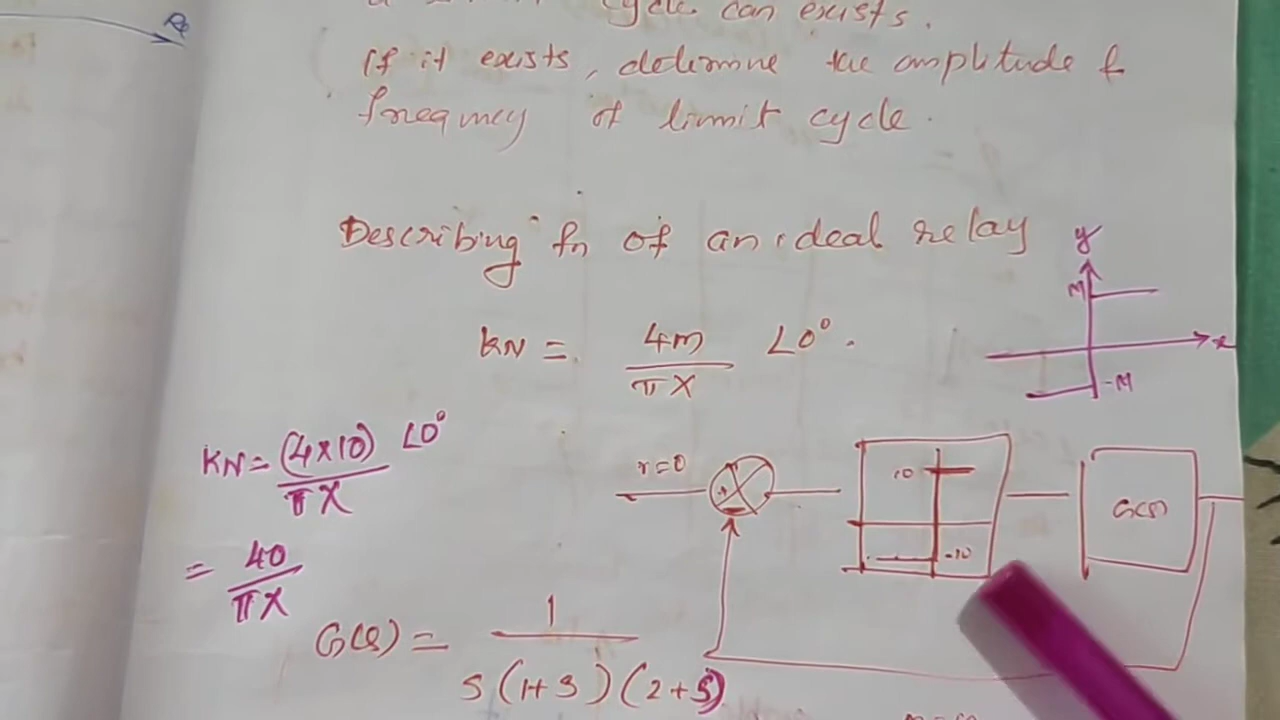 cycle can exists.
If it exists, determine the amplitude &
frequency of limit cycle.
Describing fn of an ideal relay
y
M
KN = 4m / πX ∠0°.
x
-M
KN = (4×10) / πX ∠0°
r=0
10
G(s)
-10
= 40 / πX
G(s) = 1 / s(1+s)(2+s)